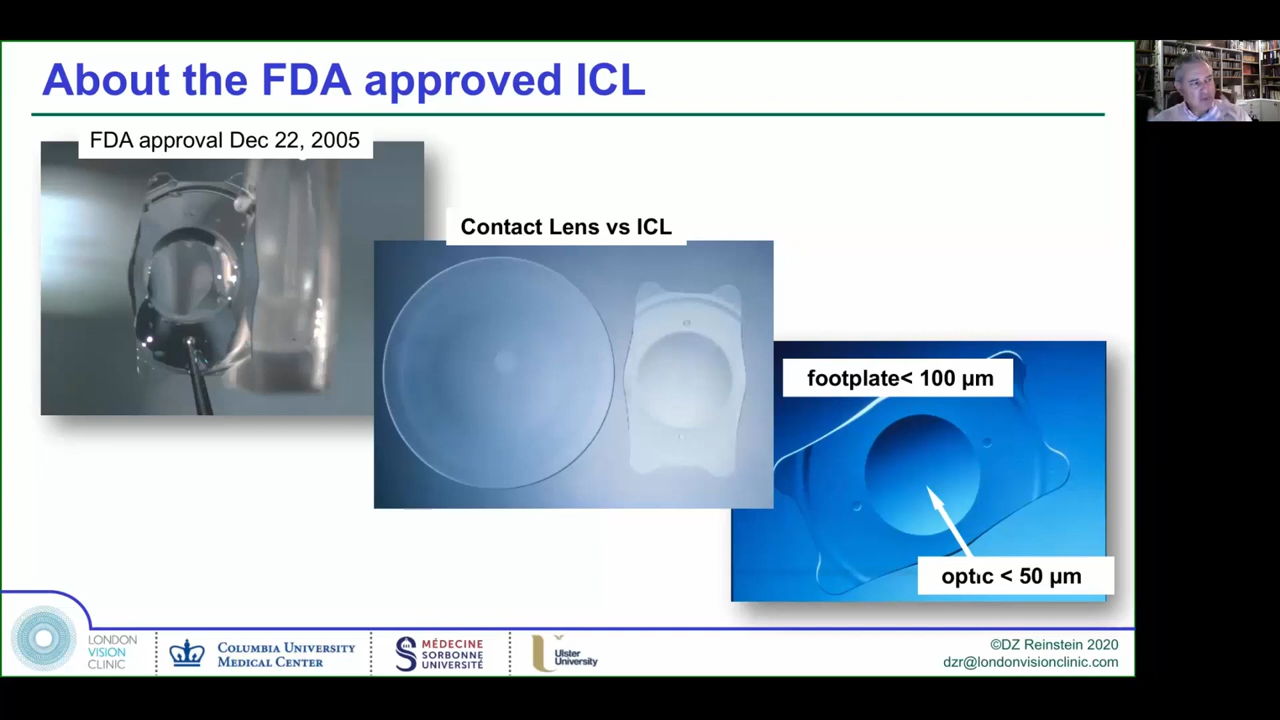 About the FDA approved ICL
FDA approval Dec 22, 2005
Contact Lens vs ICL
footplate< 100 µm
optic < 50 µm
LONDON
VISION
CLINIC
COLUMBIA UNIVERSITY
MEDICAL CENTER
MÉDECINE
SORBONNE
UNIVERSITÉ
Ulster
University
©DZ Reinstein 2020
dzr@londonvisionclinic.com